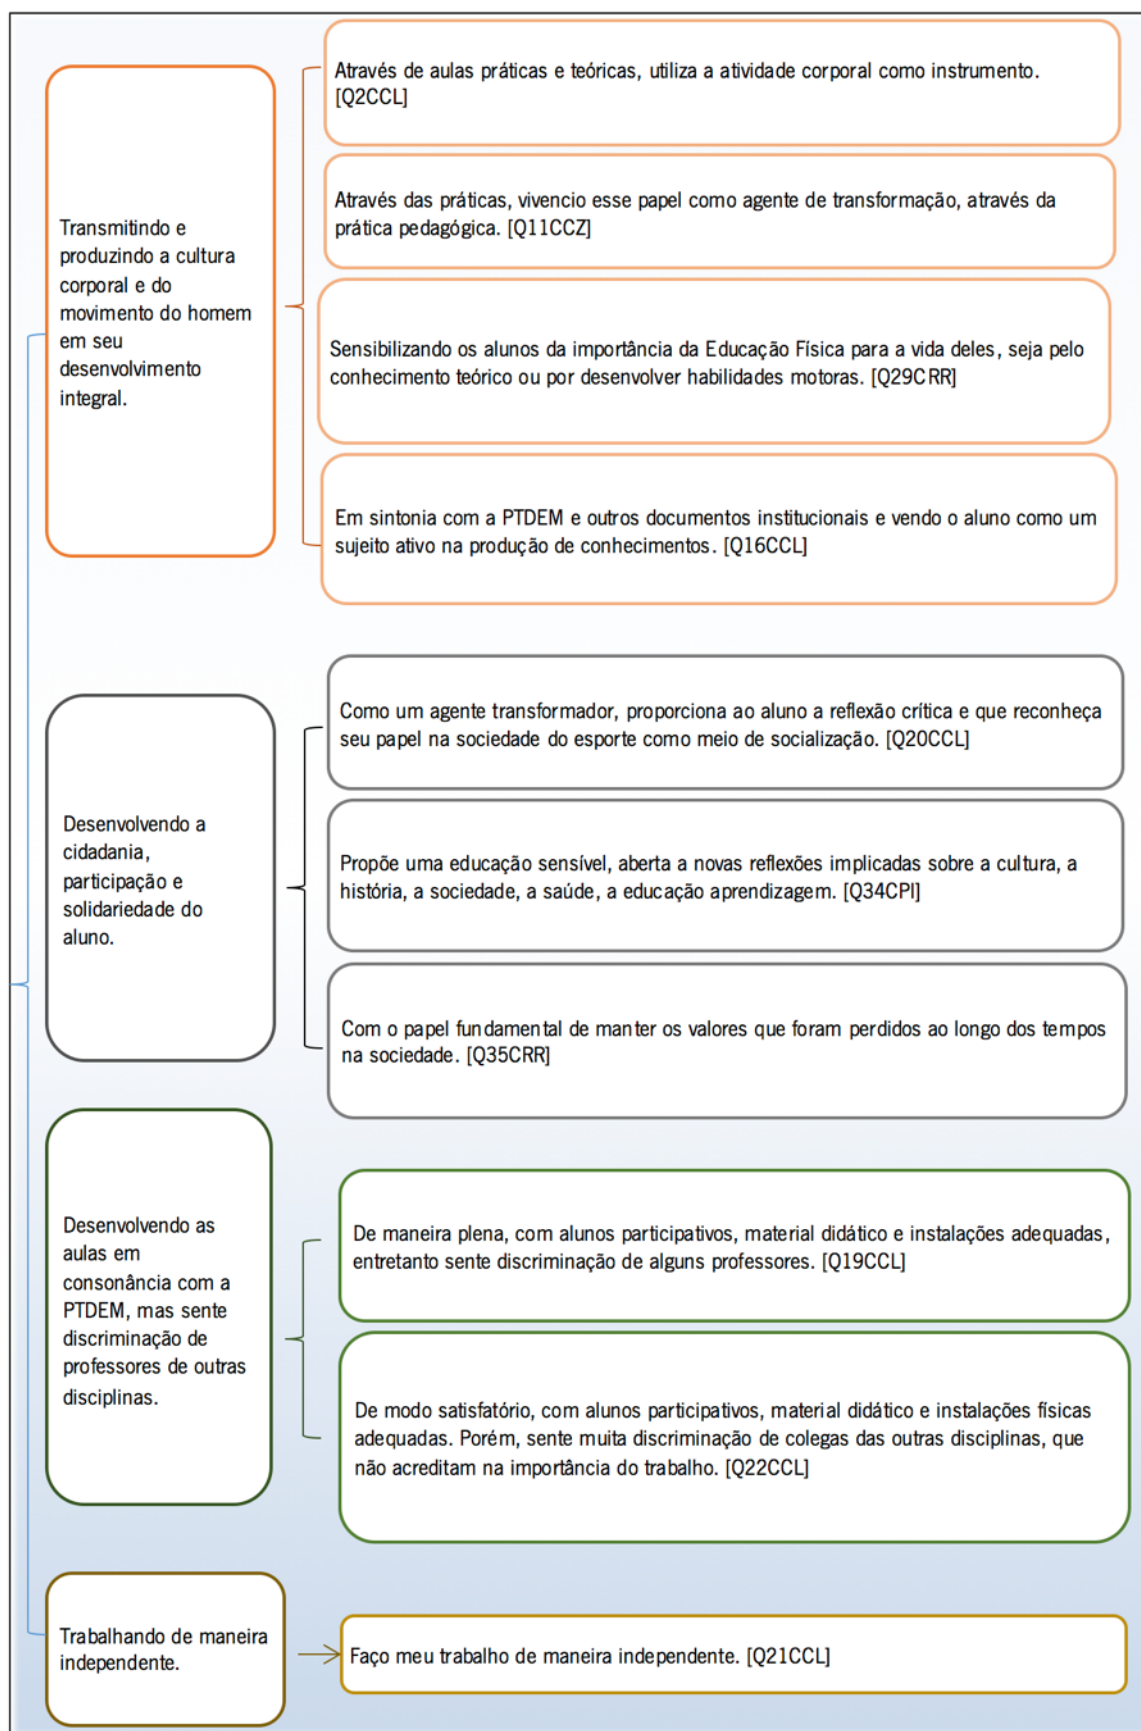 Transmitindo e
produzindo a cultura
corporal e do
movimento do homem
em seu
desenvolvimento
integral.
Através de aulas práticas e teóricas, utiliza a atividade corporal como instrumento.
[Q2CCL]
Através das práticas, vivencio esse papel como agente de transformação, através da
prática pedagógica. [Q11CCZ]
Sensibilizando os alunos da importância da Educação Física para a vida deles, seja pelo
conhecimento teórico ou por desenvolver habilidades motoras. [Q29CRR]
Em sintonia com a PTDEM e outros documentos institucionais e vendo o aluno como um
sujeito ativo na produção de conhecimentos. [Q16CCL]
Desenvolvendo a
cidadania,
participação e
solidariedade do
aluno.
Como um agente transformador, proporciona ao aluno a reflexão crítica e que reconheça
seu papel na sociedade do esporte como meio de socialização. [Q20CCL]
Propõe uma educação sensível, aberta a novas reflexões implicadas sobre a cultura, a
história, a sociedade, a saúde, a educação aprendizagem. [Q34CPI]
Com o papel fundamental de manter os valores que foram perdidos ao longo dos tempos
na sociedade. [Q35CRR]
Desenvolvendo as
aulas em
consonância com a
PTDEM, mas sente
discriminação de
professores de outras
disciplinas.
De maneira plena, com alunos participativos, material didático e instalações adequadas,
entretanto sente discriminação de alguns professores. [Q19CCL]
De modo satisfatório, com alunos participativos, material didático e instalações físicas
adequadas. Porém, sente muita discriminação de colegas das outras disciplinas, que
não acreditam na importância do trabalho. [Q22CCL]
Trabalhando de maneira
independente.
Faço meu trabalho de maneira independente. [Q21CCL]